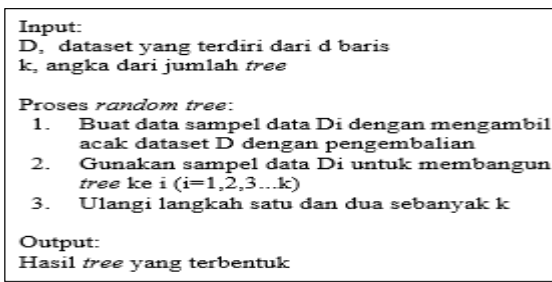 Input:
D, dataset yang terdiri dari d baris
k, angka dari jumlah tree
Proses random tree:
1. Buat data sampel data Di dengan mengambil
acak dataset D dengan pengembalian
2. Gunakan sampel data Di untuk membangun
tree ke i (i=1,2,3...k)
3. Ulangi langkah satu dan dua sebanyak k
Output:
Hasil tree yang terbentuk